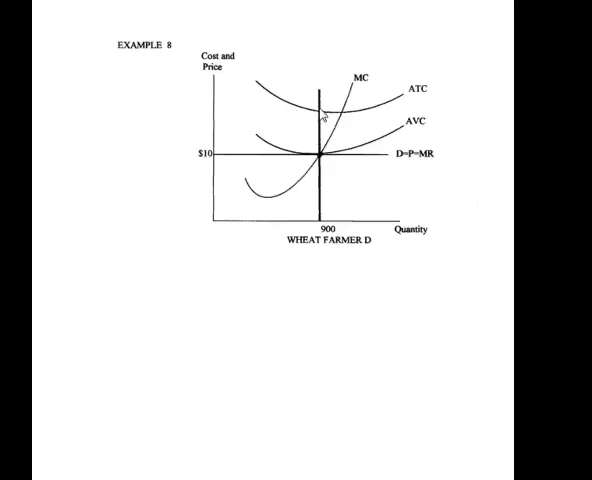 EXAMPLE 8
Cost and
Price
MC
ATC
AVC
$10
D=P=MR
900
Quantity
WHEAT FARMER D